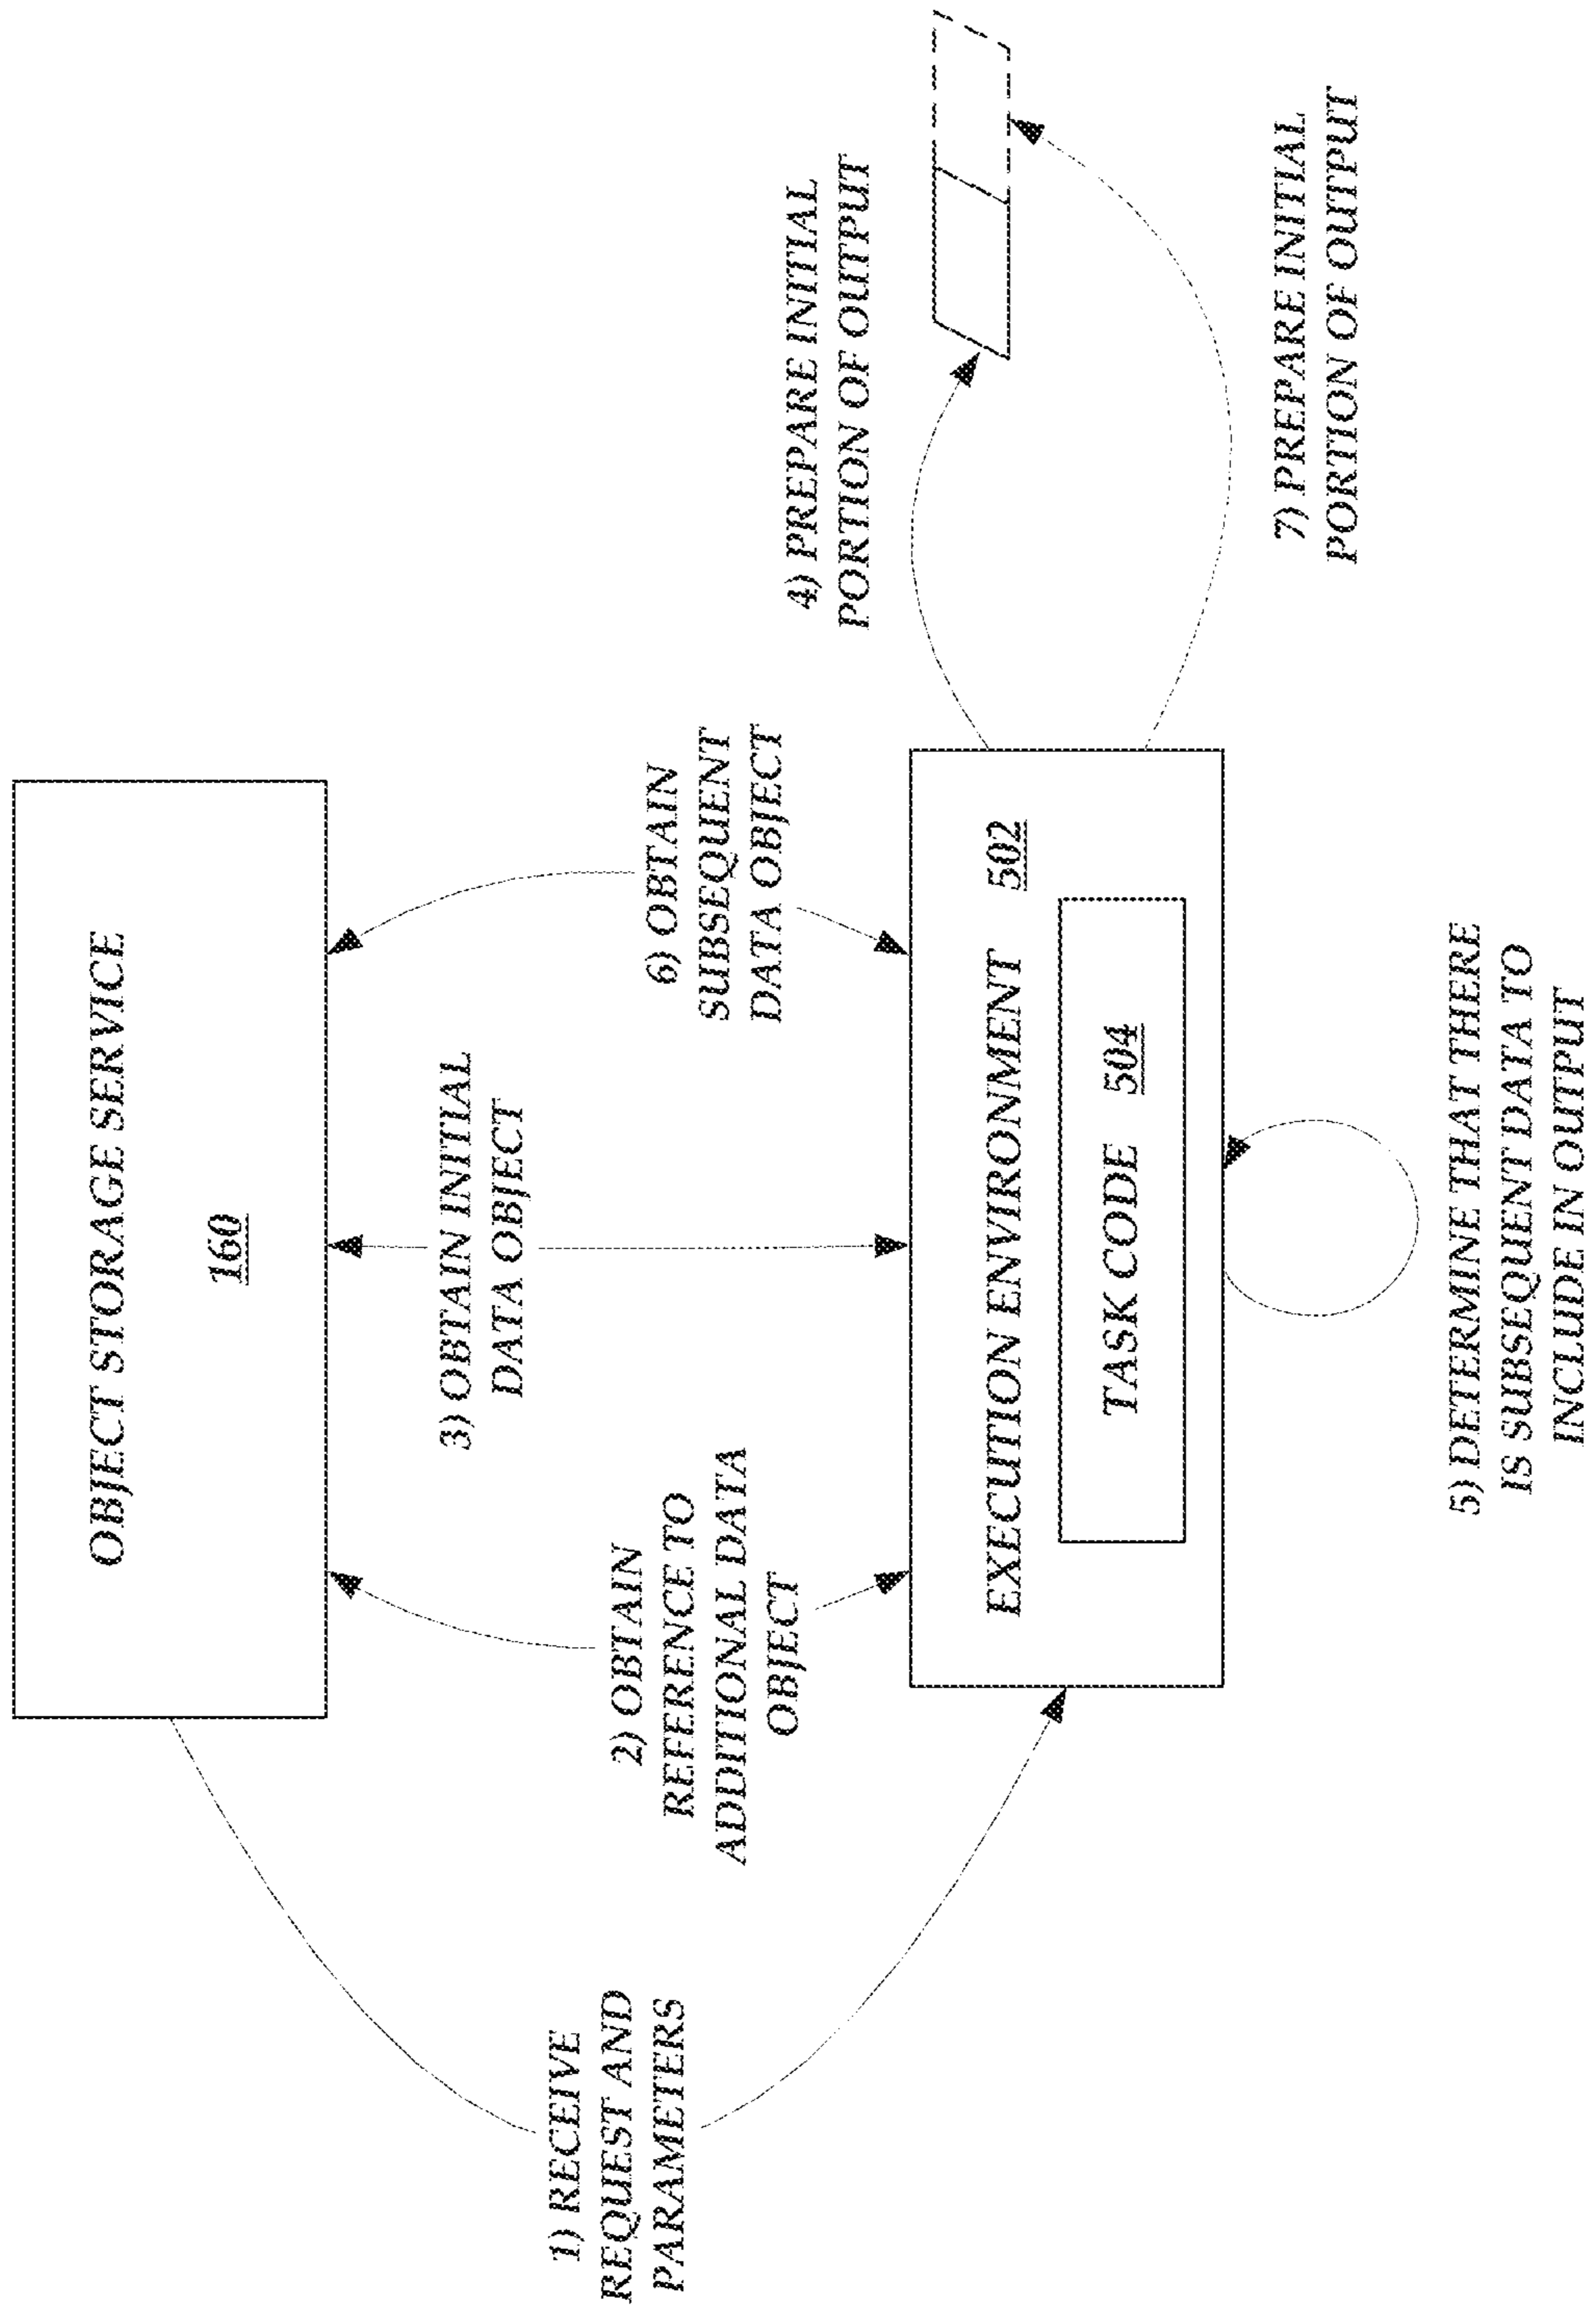 OBJECT STORAGE SERVICE
160
1) RECEIVE
REQUEST AND
PARAMETERS
2) OBTAIN
REFERENCE TO
ADDITIONAL DATA
OBJECT
3) OBTAIN INITIAL
DATA OBJECT
6) OBTAIN
SUBSEQUENT
DATA OBJECT
4) PREPARE INITIAL
PORTION OF OUTPUT
EXECUTION ENVIRONMENT 502
TASK CODE 504
7) PREPARE INITIAL
PORTION OF OUTPUT
5) DETERMINE THAT THERE
IS SUBSEQUENT DATA TO
INCLUDE IN OUTPUT